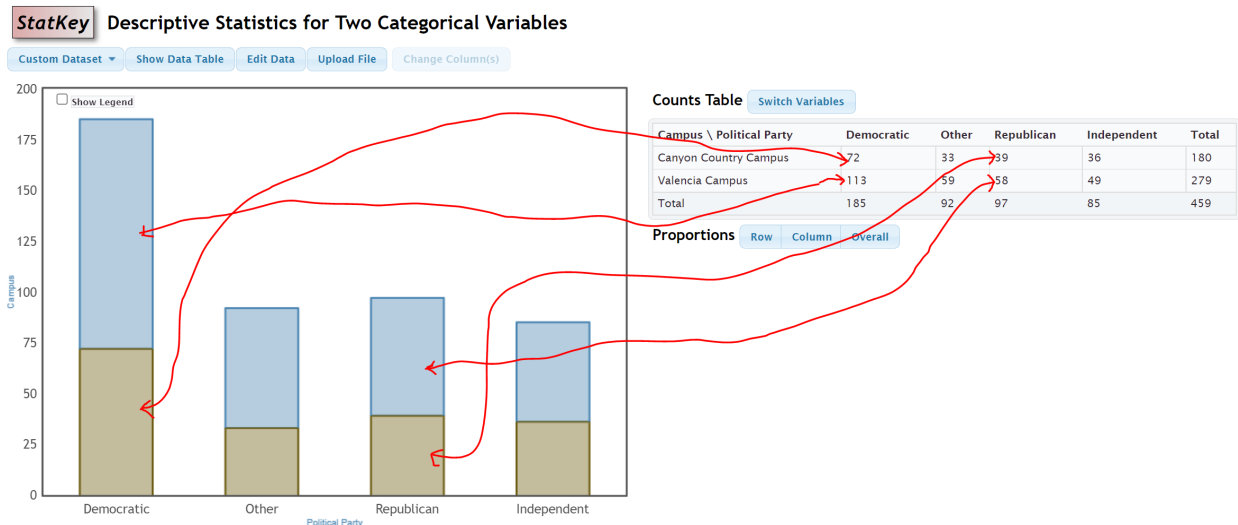 StatKey Descriptive Statistics for Two Categorical Variables
Custom Dataset Show Data Table Edit Data Upload File Change Column(s)
Show Legend
200
175
150
125
100
75
50
25
0
Campus
Democratic Other Republican Independent
Political Party
Counts Table Switch Variables
Campus \ Political Party Democratic Other Republican Independent Total
Canyon Country Campus 72 33 39 36 180
Valencia Campus 113 59 58 49 279
Total 185 92 97 85 459
Proportions Row Column Overall